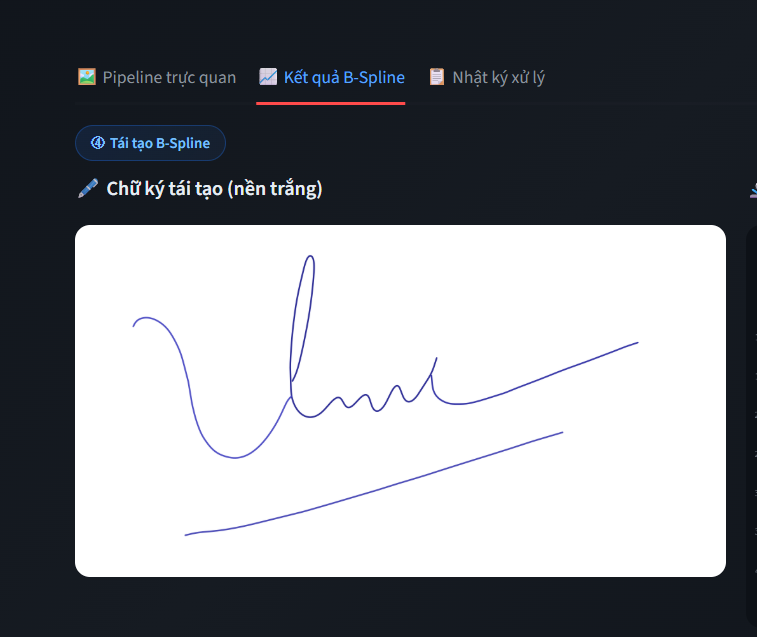 Pipeline trực quan
Kết quả B-Spline
Nhật ký xử lý
④ Tái tạo B-Spline
Chữ ký tái tạo (nền trắng)